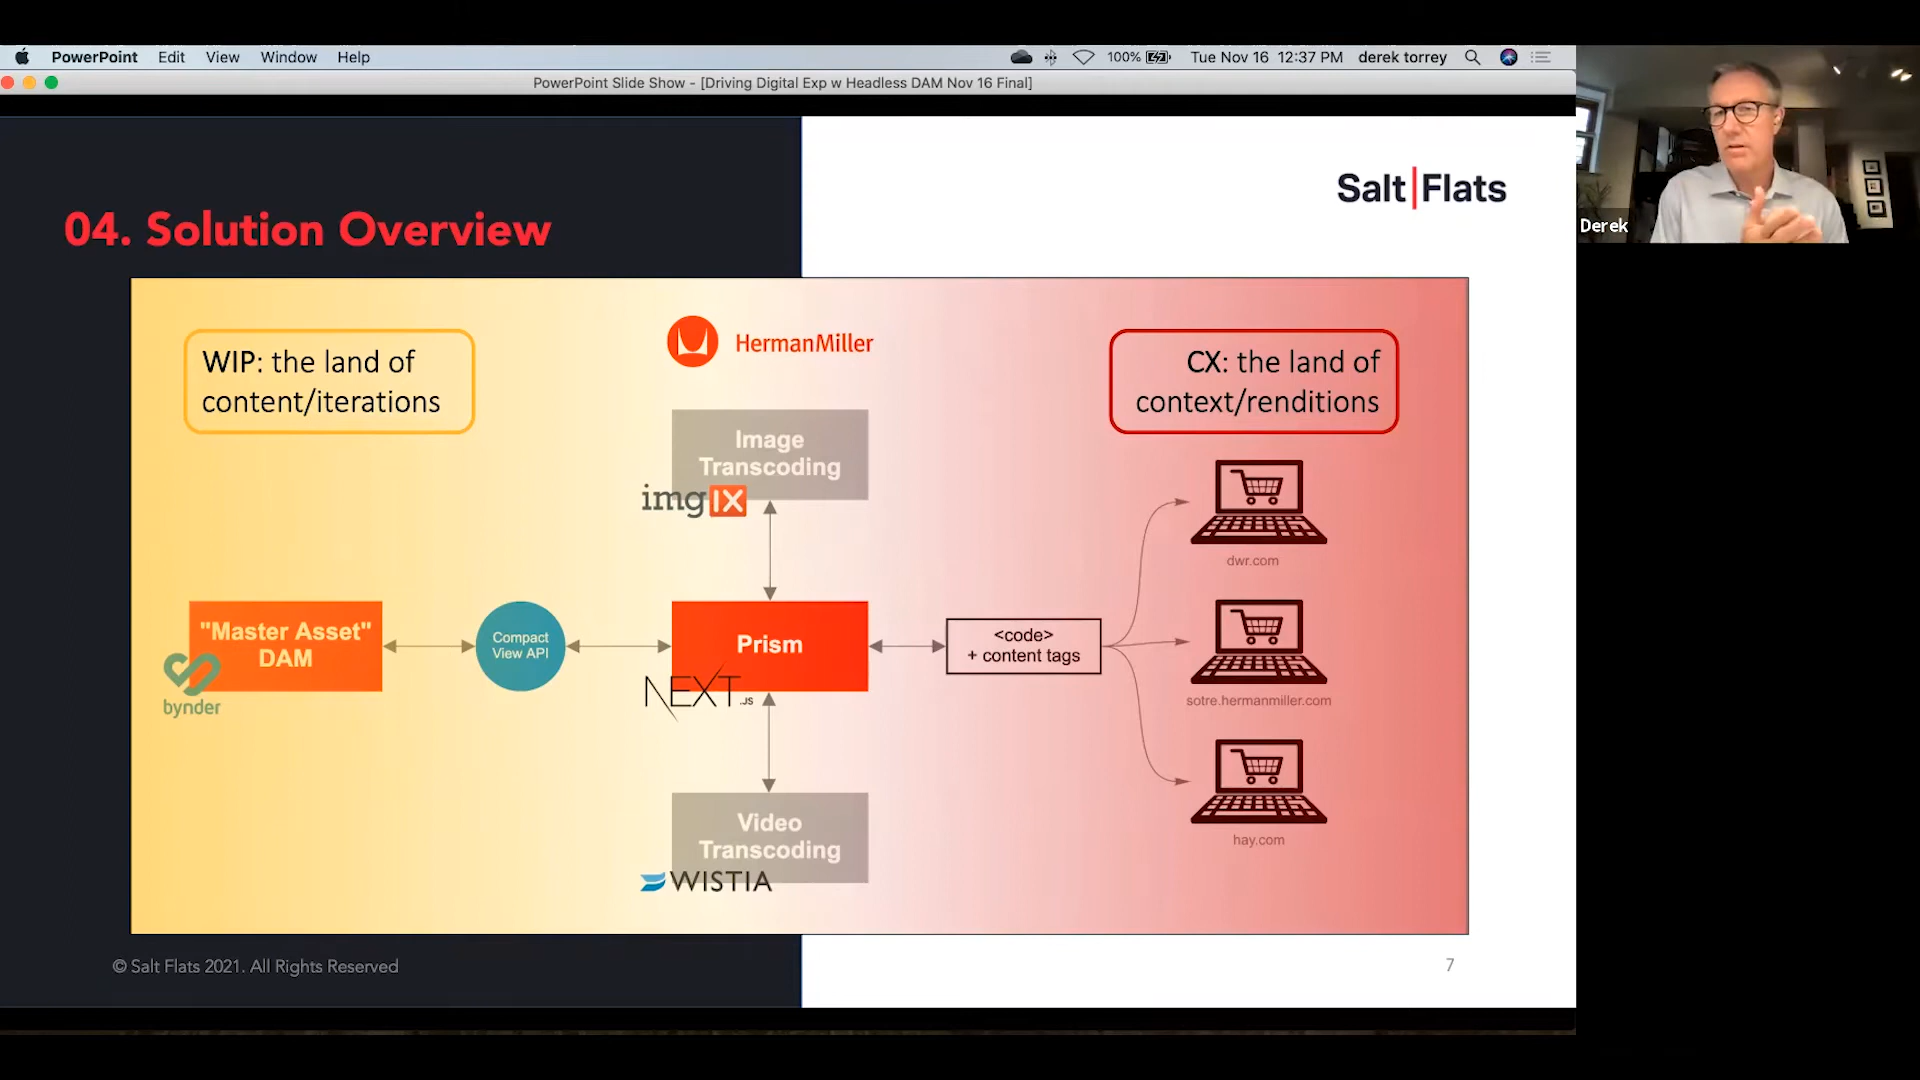 PowerPoint Edit View Window Help 100% Tue Nov 16 12:37 PM derek torrey
PowerPoint Slide Show - [Driving Digital Exp w Headless DAM Nov 16 Final]
04. Solution Overview
Salt|Flats
Derek
WIP: the land of
content/iterations
HermanMiller
CX: the land of
context/renditions
Image
Transcoding
imgIX
dwr.com
"Master Asset"
DAM
bynder
Compact
View API
Prism
NEXT.JS
<code>
+ content tags
sotre.hermanmiller.com
Video
Transcoding
WISTIA
hay.com
© Salt Flats 2021. All Rights Reserved
7